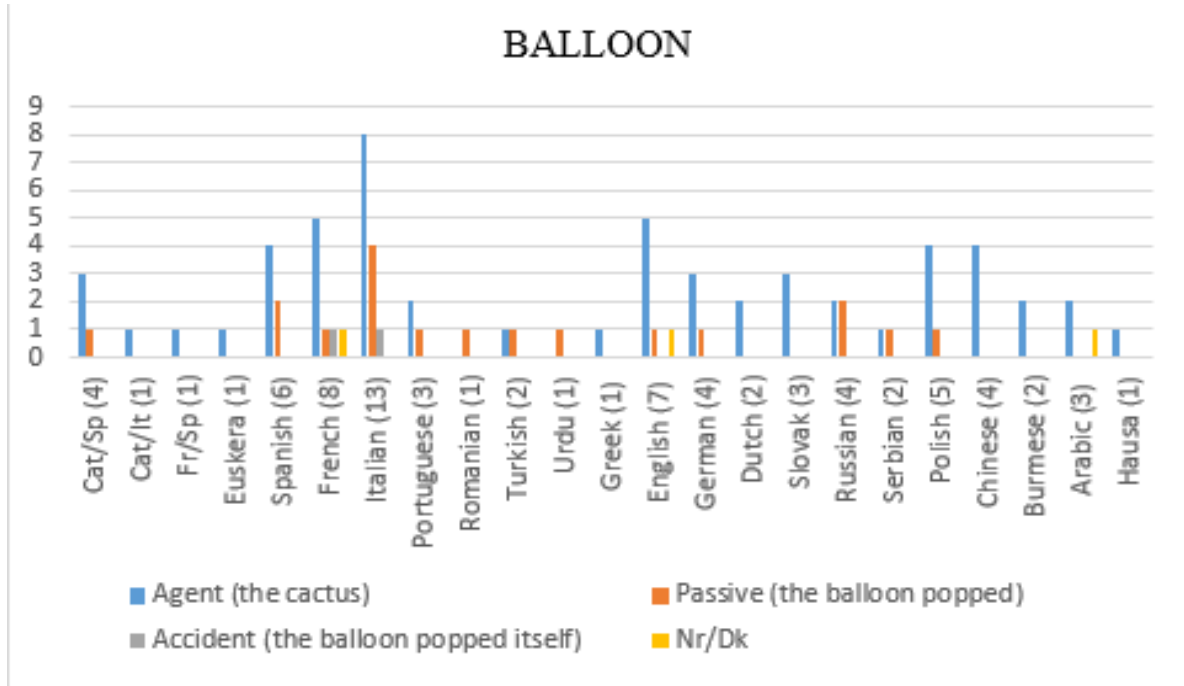 BALLOON
9
8
7
6
5
4
3
2
1
0
Cat/Sp (4)
Cat/It (1)
Fr/Sp (1)
Euskera (1)
Spanish (6)
French (8)
Italian (13)
Portuguese (3)
Romanian (1)
Turkish (2)
Urdu (1)
Greek (1)
English (7)
German (4)
Dutch (2)
Slovak (3)
Russian (4)
Serbian (2)
Polish (5)
Chinese (4)
Burmese (2)
Arabic (3)
Hausa (1)
Agent (the cactus)
Passive (the balloon popped)
Accident (the balloon popped itself)
Nr/Dk